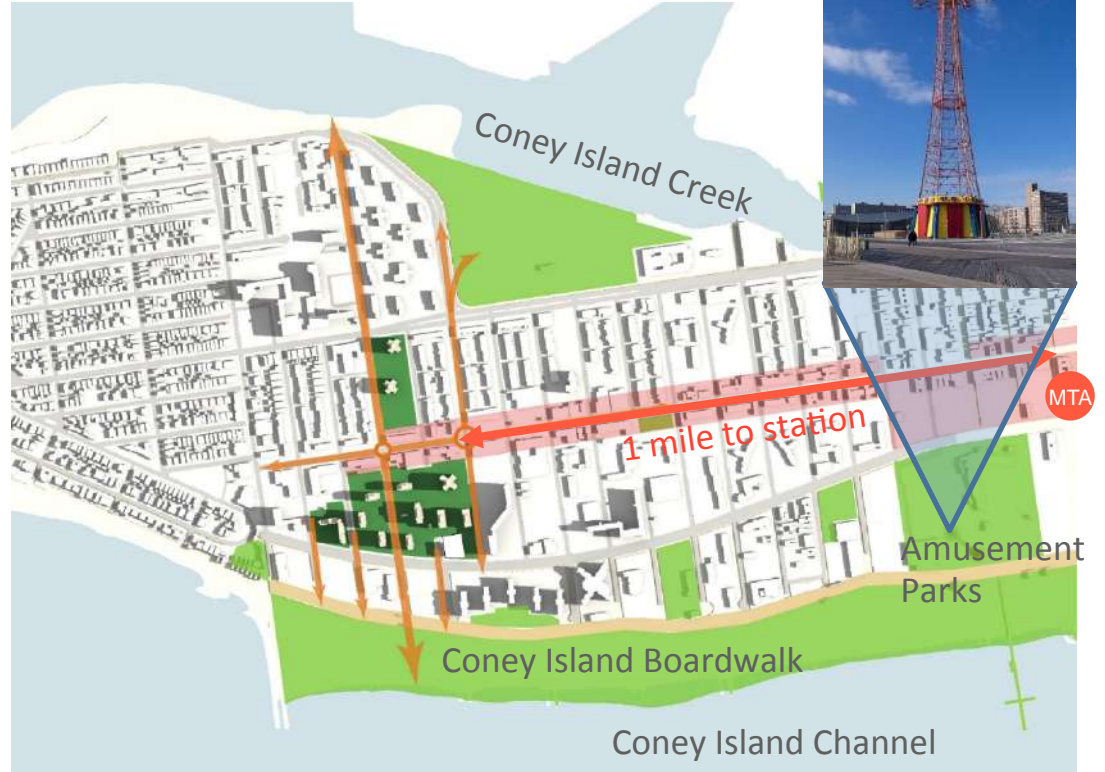 Coney Island Creek
MTA
1 mile to station
Amusement
Parks
Coney Island Boardwalk
Coney Island Channel